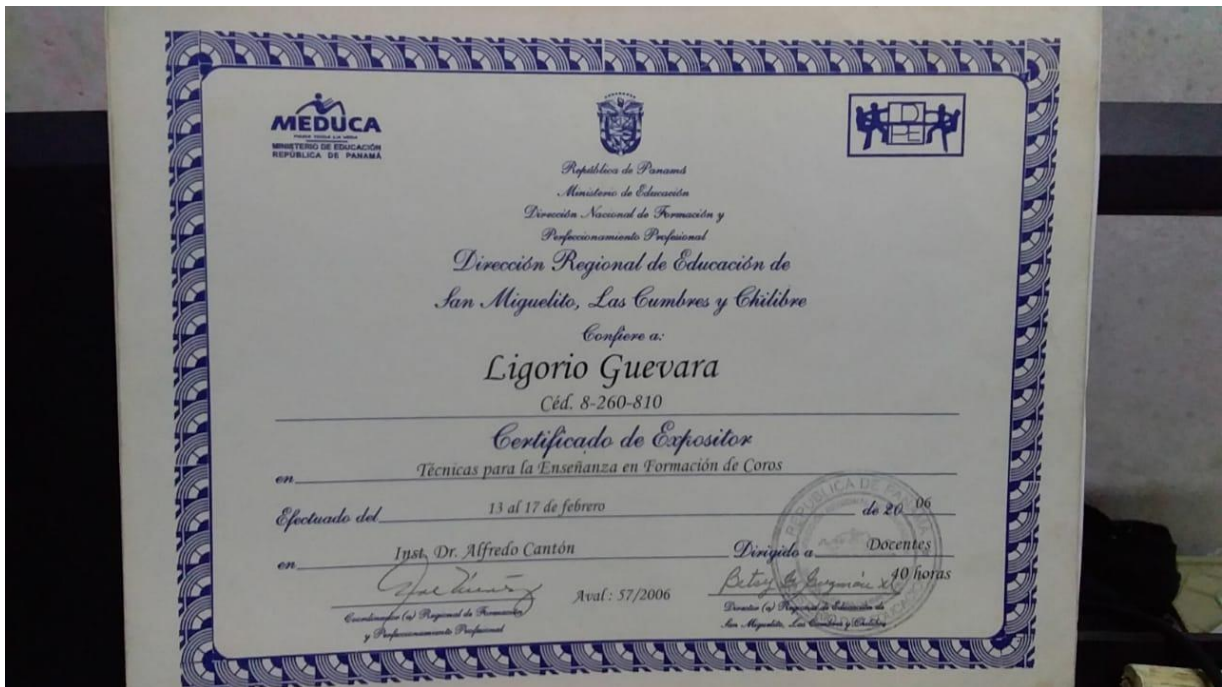 MEDUCA
MINISTERIO DE EDUCACIÓN
REPÚBLICA DE PANAMÁ
DPE
República de Panamá
Ministerio de Educación
Dirección Nacional de Formación y
Perfeccionamiento Profesional
Dirección Regional de Educación de
San Miguelito, Las Cumbres y Chilibre
Confiere a:
Ligorio Guevara
Céd. 8-260-810
Certificado de Expositor
en Técnicas para la Enseñanza en Formación de Coros
Efectuado del 13 al 17 de febrero de 20 06
en Inst. Dr. Alfredo Cantón Dirigido a Docentes
40 horas
Aval: 57/2006
Coordinador (a) Regional de Formación
y Perfeccionamiento Profesional
Director (a) Regional de Educación de
San Miguelito, Las Cumbres y Chilibre
REPUBLICA DE PANAMA